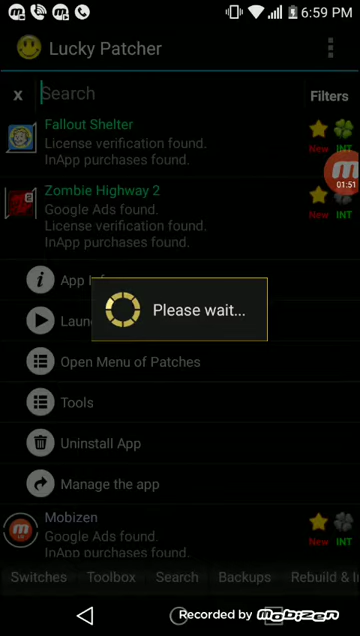 6:59 PM
Lucky Patcher
x
Search
Filters
Fallout Shelter
License verification found.
InApp purchases found.
New
INT
01:51
Zombie Highway 2
Google Ads found.
License verification found.
InApp purchases found.
New
INT
App
Please wait...
Open Menu of Patches
Tools
Uninstall App
Manage the app
Mobizen
Google Ads found.
InApp purchases found.
New
INT
Switches
Toolbox
Search
Backups
Rebuild &
Recorded by mobizen